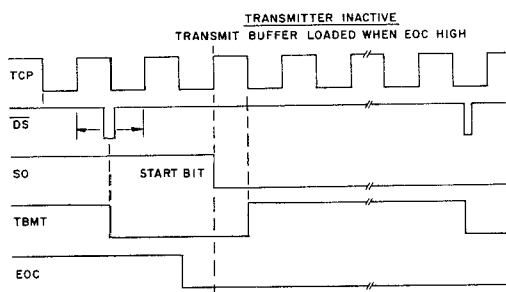 TRANSMITTER INACTIVE
TRANSMIT BUFFER LOADED WHEN EOC HIGH
TCP
DS
SO
START BIT
TBMT
EOC